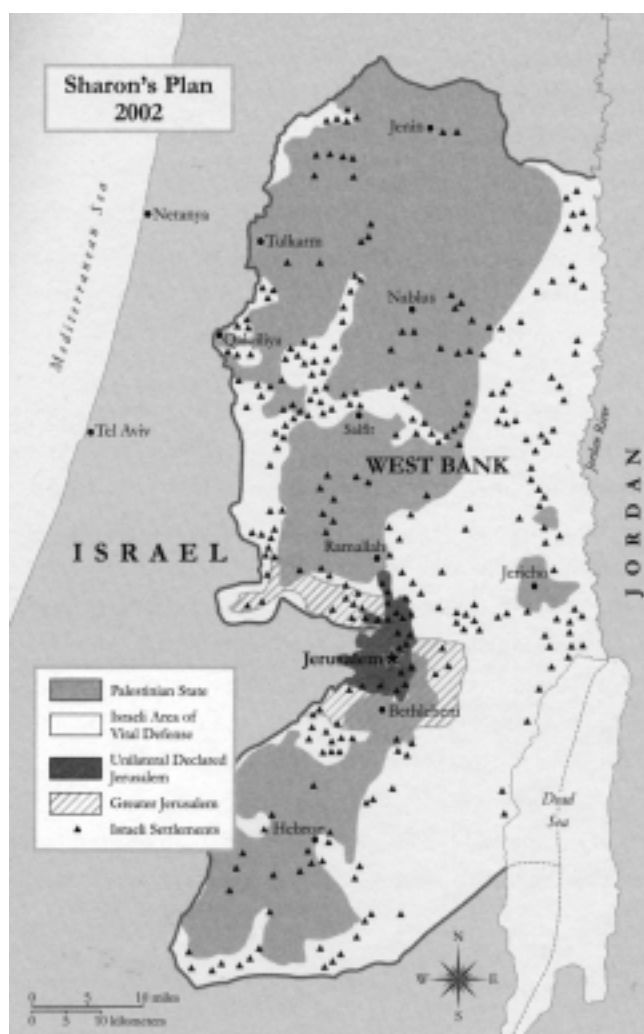 Sharon's Plan
2002
Mediterranean Sea
Netanya
Tel Aviv
Jenin
Tulkarm
Nablus
Qalqiliya
Salfit
WEST BANK
ISRAEL
Ramallah
Jericho
Jordan River
JORDAN
Jerusalem
Bethlehem
Hebron
Dead
Sea
Palestinian State
Israeli Area of
Vital Defense
Unilateral Declared
Jerusalem
Greater Jerusalem
Israeli Settlements
N
W
E
S
0 5 10 miles
0 5 10 kilometers